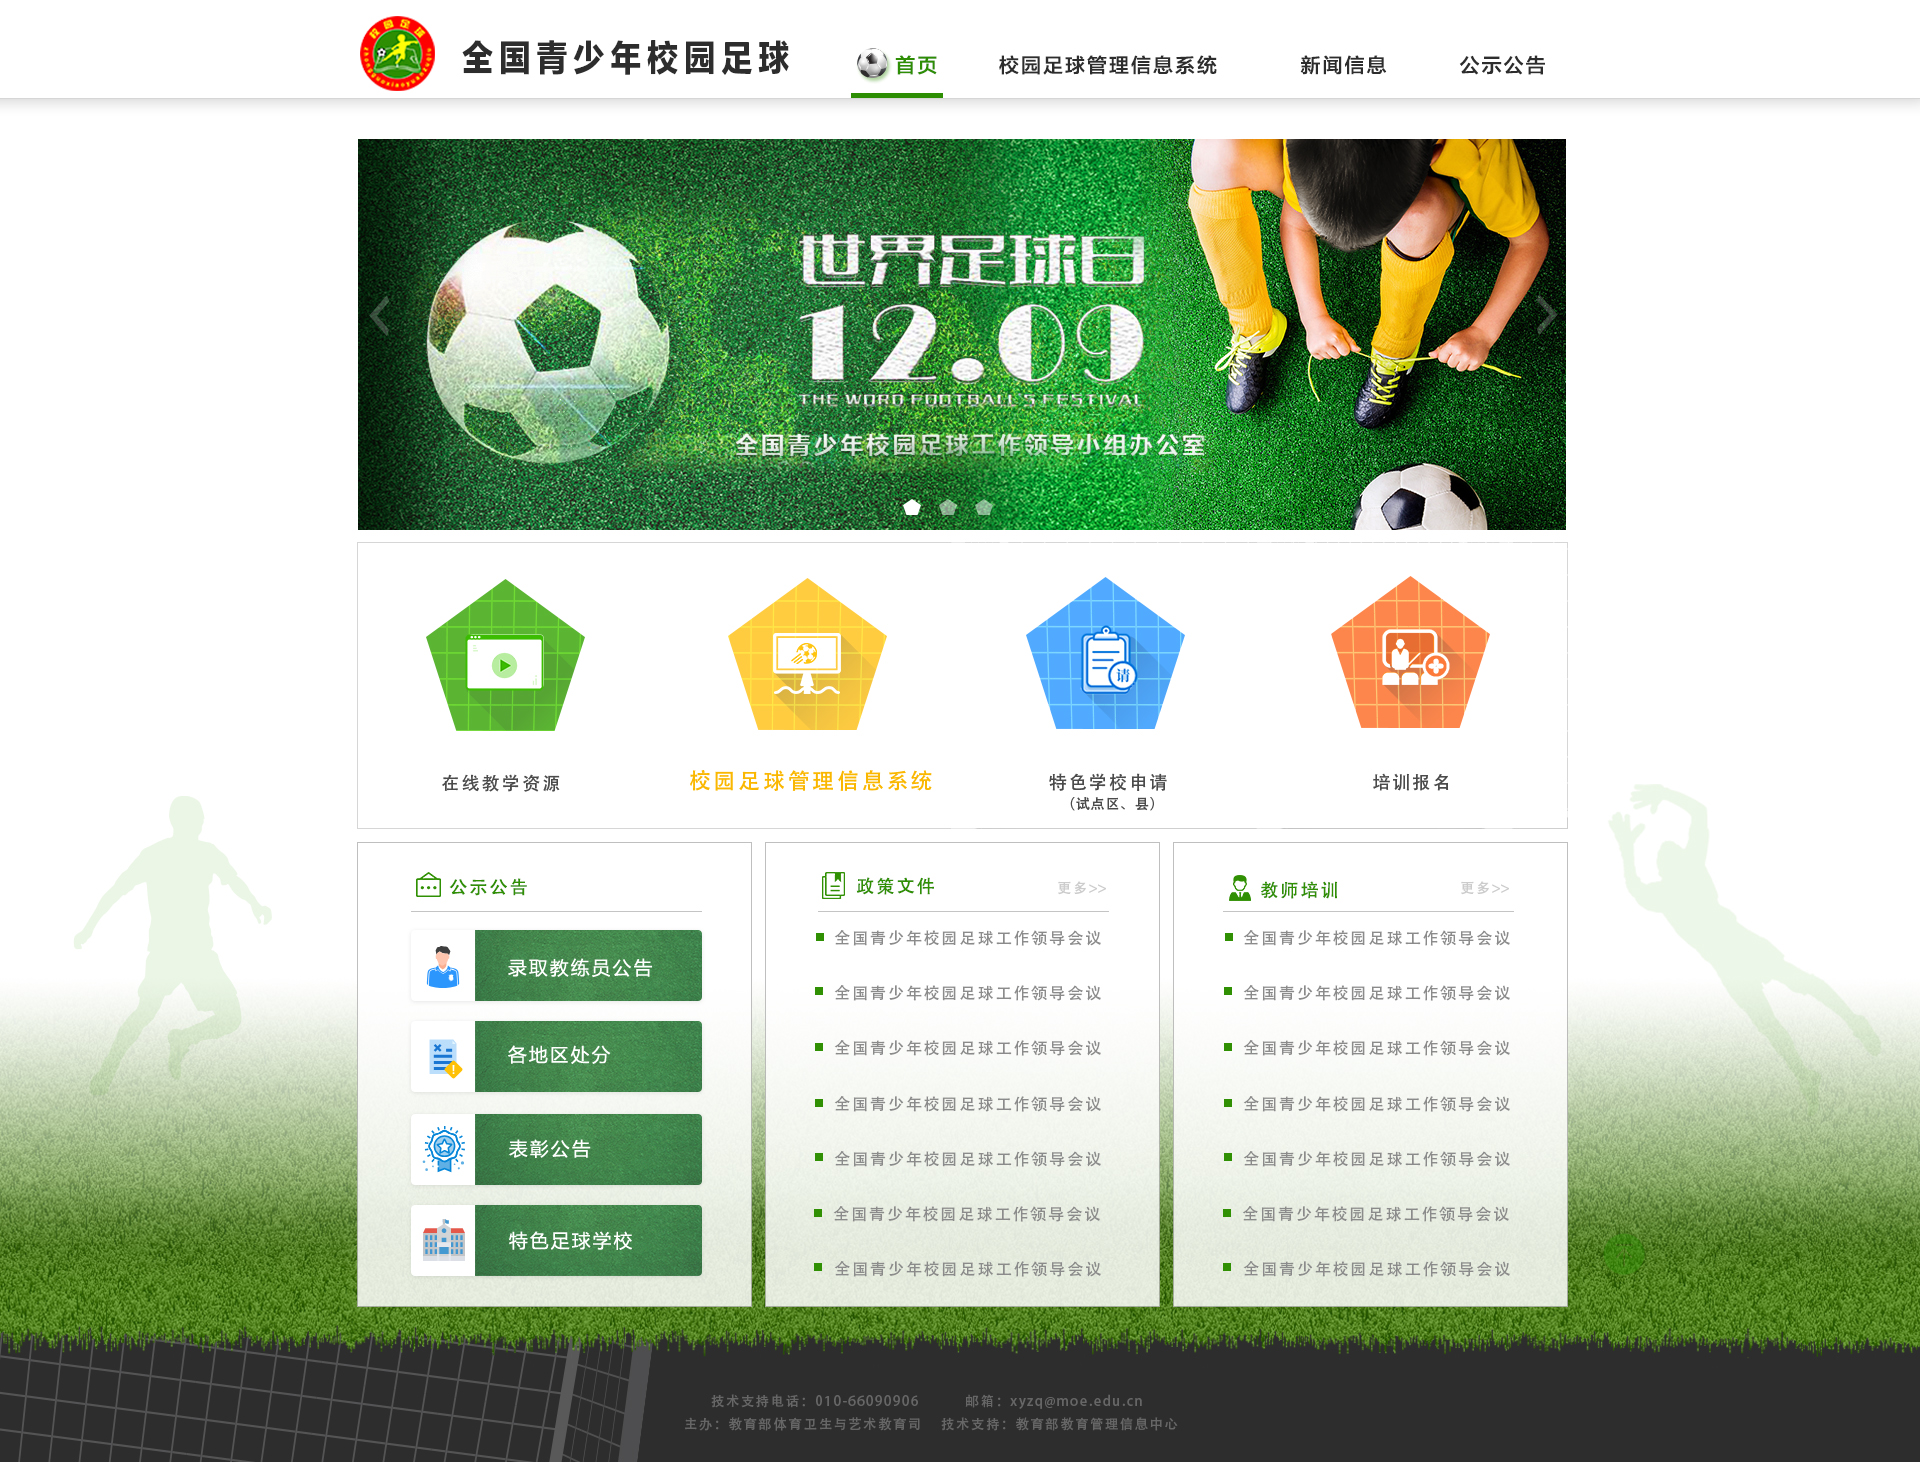 校园足球
全国青少年校园足球
首页
校园足球管理信息系统
新闻信息
公示公告
世界足球日
12.09
THE WORD FOOTBALL'S FESTIVAL
全国青少年校园足球工作领导小组办公室
请
在线教学资源
校园足球管理信息系统
特色学校申请
（试点区、县）
培训报名
公示公告
录取教练员公告
各地区处分
表彰公告
特色足球学校
政策文件
更多>>
全国青少年校园足球工作领导会议
全国青少年校园足球工作领导会议
全国青少年校园足球工作领导会议
全国青少年校园足球工作领导会议
全国青少年校园足球工作领导会议
全国青少年校园足球工作领导会议
全国青少年校园足球工作领导会议
教师培训
更多>>
全国青少年校园足球工作领导会议
全国青少年校园足球工作领导会议
全国青少年校园足球工作领导会议
全国青少年校园足球工作领导会议
全国青少年校园足球工作领导会议
全国青少年校园足球工作领导会议
全国青少年校园足球工作领导会议
技术支持电话：010-66090906 邮箱：xyzq@moe.edu.cn
主办：教育部体育卫生与艺术教育司 技术支持：教育部教育管理信息中心